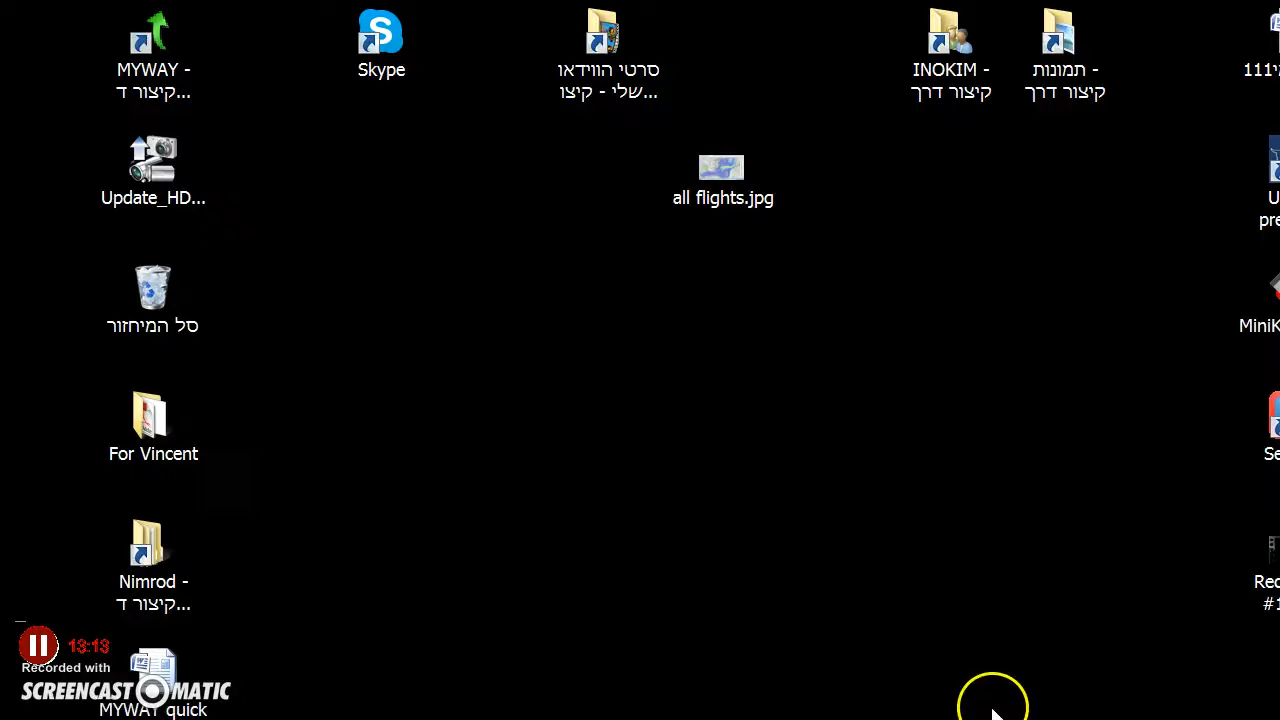 MYWAY -
קיצור ד...
Skype
סרטי הווידאו
שלי - קיצו...
INOKIM -
קיצור דרך
תמונות -
קיצור דרך
Update_HD...
all flights.jpg
סל המיחזור
For Vincent
Nimrod -
קיצור ד...
MYWAY quick
13:13
Recorded with
SCREENCAST-O-MATIC